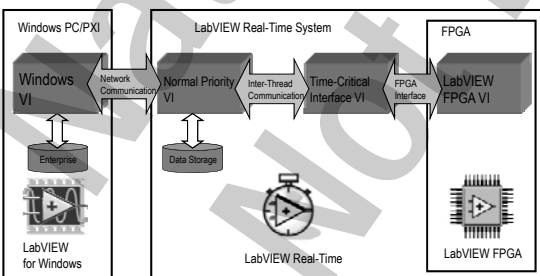 Windows PC/PXI
LabVIEW Real-Time System
FPGA
Windows
VI
Network
Communication
Normal Priority
VI
Inter-Thread
Communication
Time-Critical
Interface VI
FPGA
Interface
LabVIEW
FPGA VI
Enterprise
Data Storage
LabVIEW
for Windows
LabVIEW Real-Time
LabVIEW FPGA